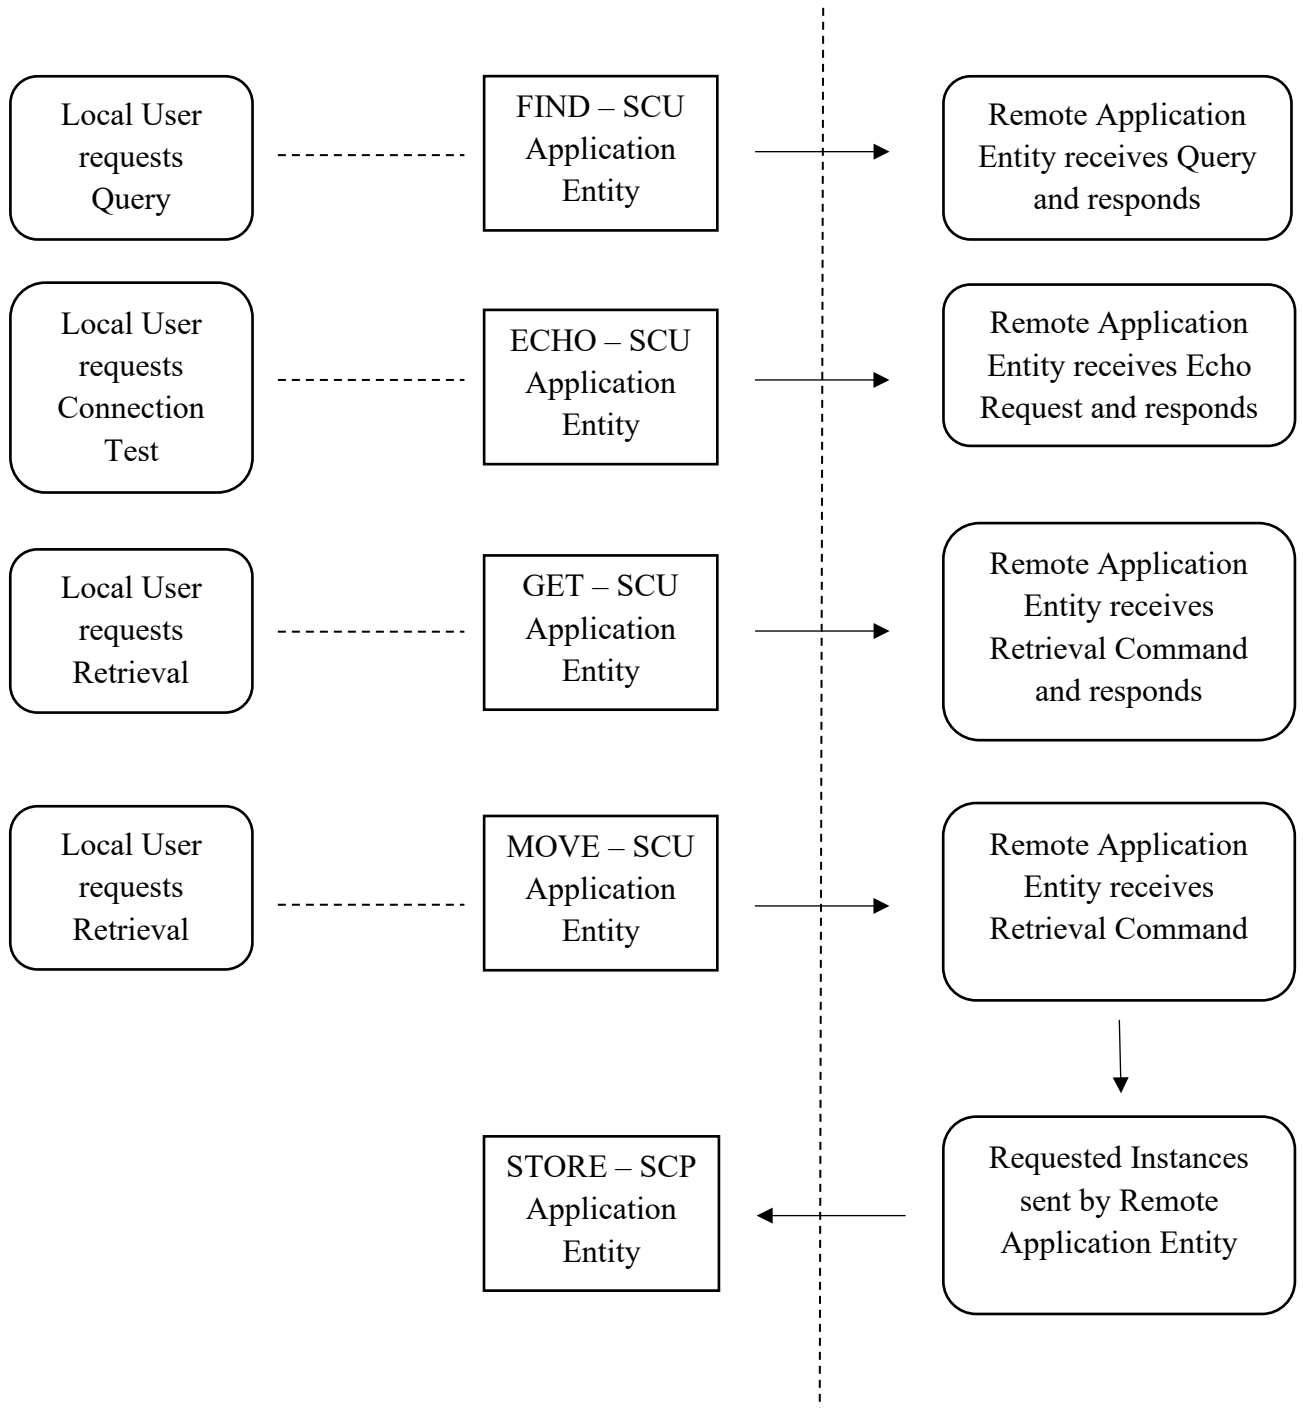 Local User
requests
Query
FIND – SCU
Application
Entity
Remote Application
Entity receives Query
and responds
Local User
requests
Connection
Test
ECHO – SCU
Application
Entity
Remote Application
Entity receives Echo
Request and responds
Local User
requests
Retrieval
GET – SCU
Application
Entity
Remote Application
Entity receives
Retrieval Command
and responds
Local User
requests
Retrieval
MOVE – SCU
Application
Entity
Remote Application
Entity receives
Retrieval Command
STORE – SCP
Application
Entity
Requested Instances
sent by Remote
Application Entity